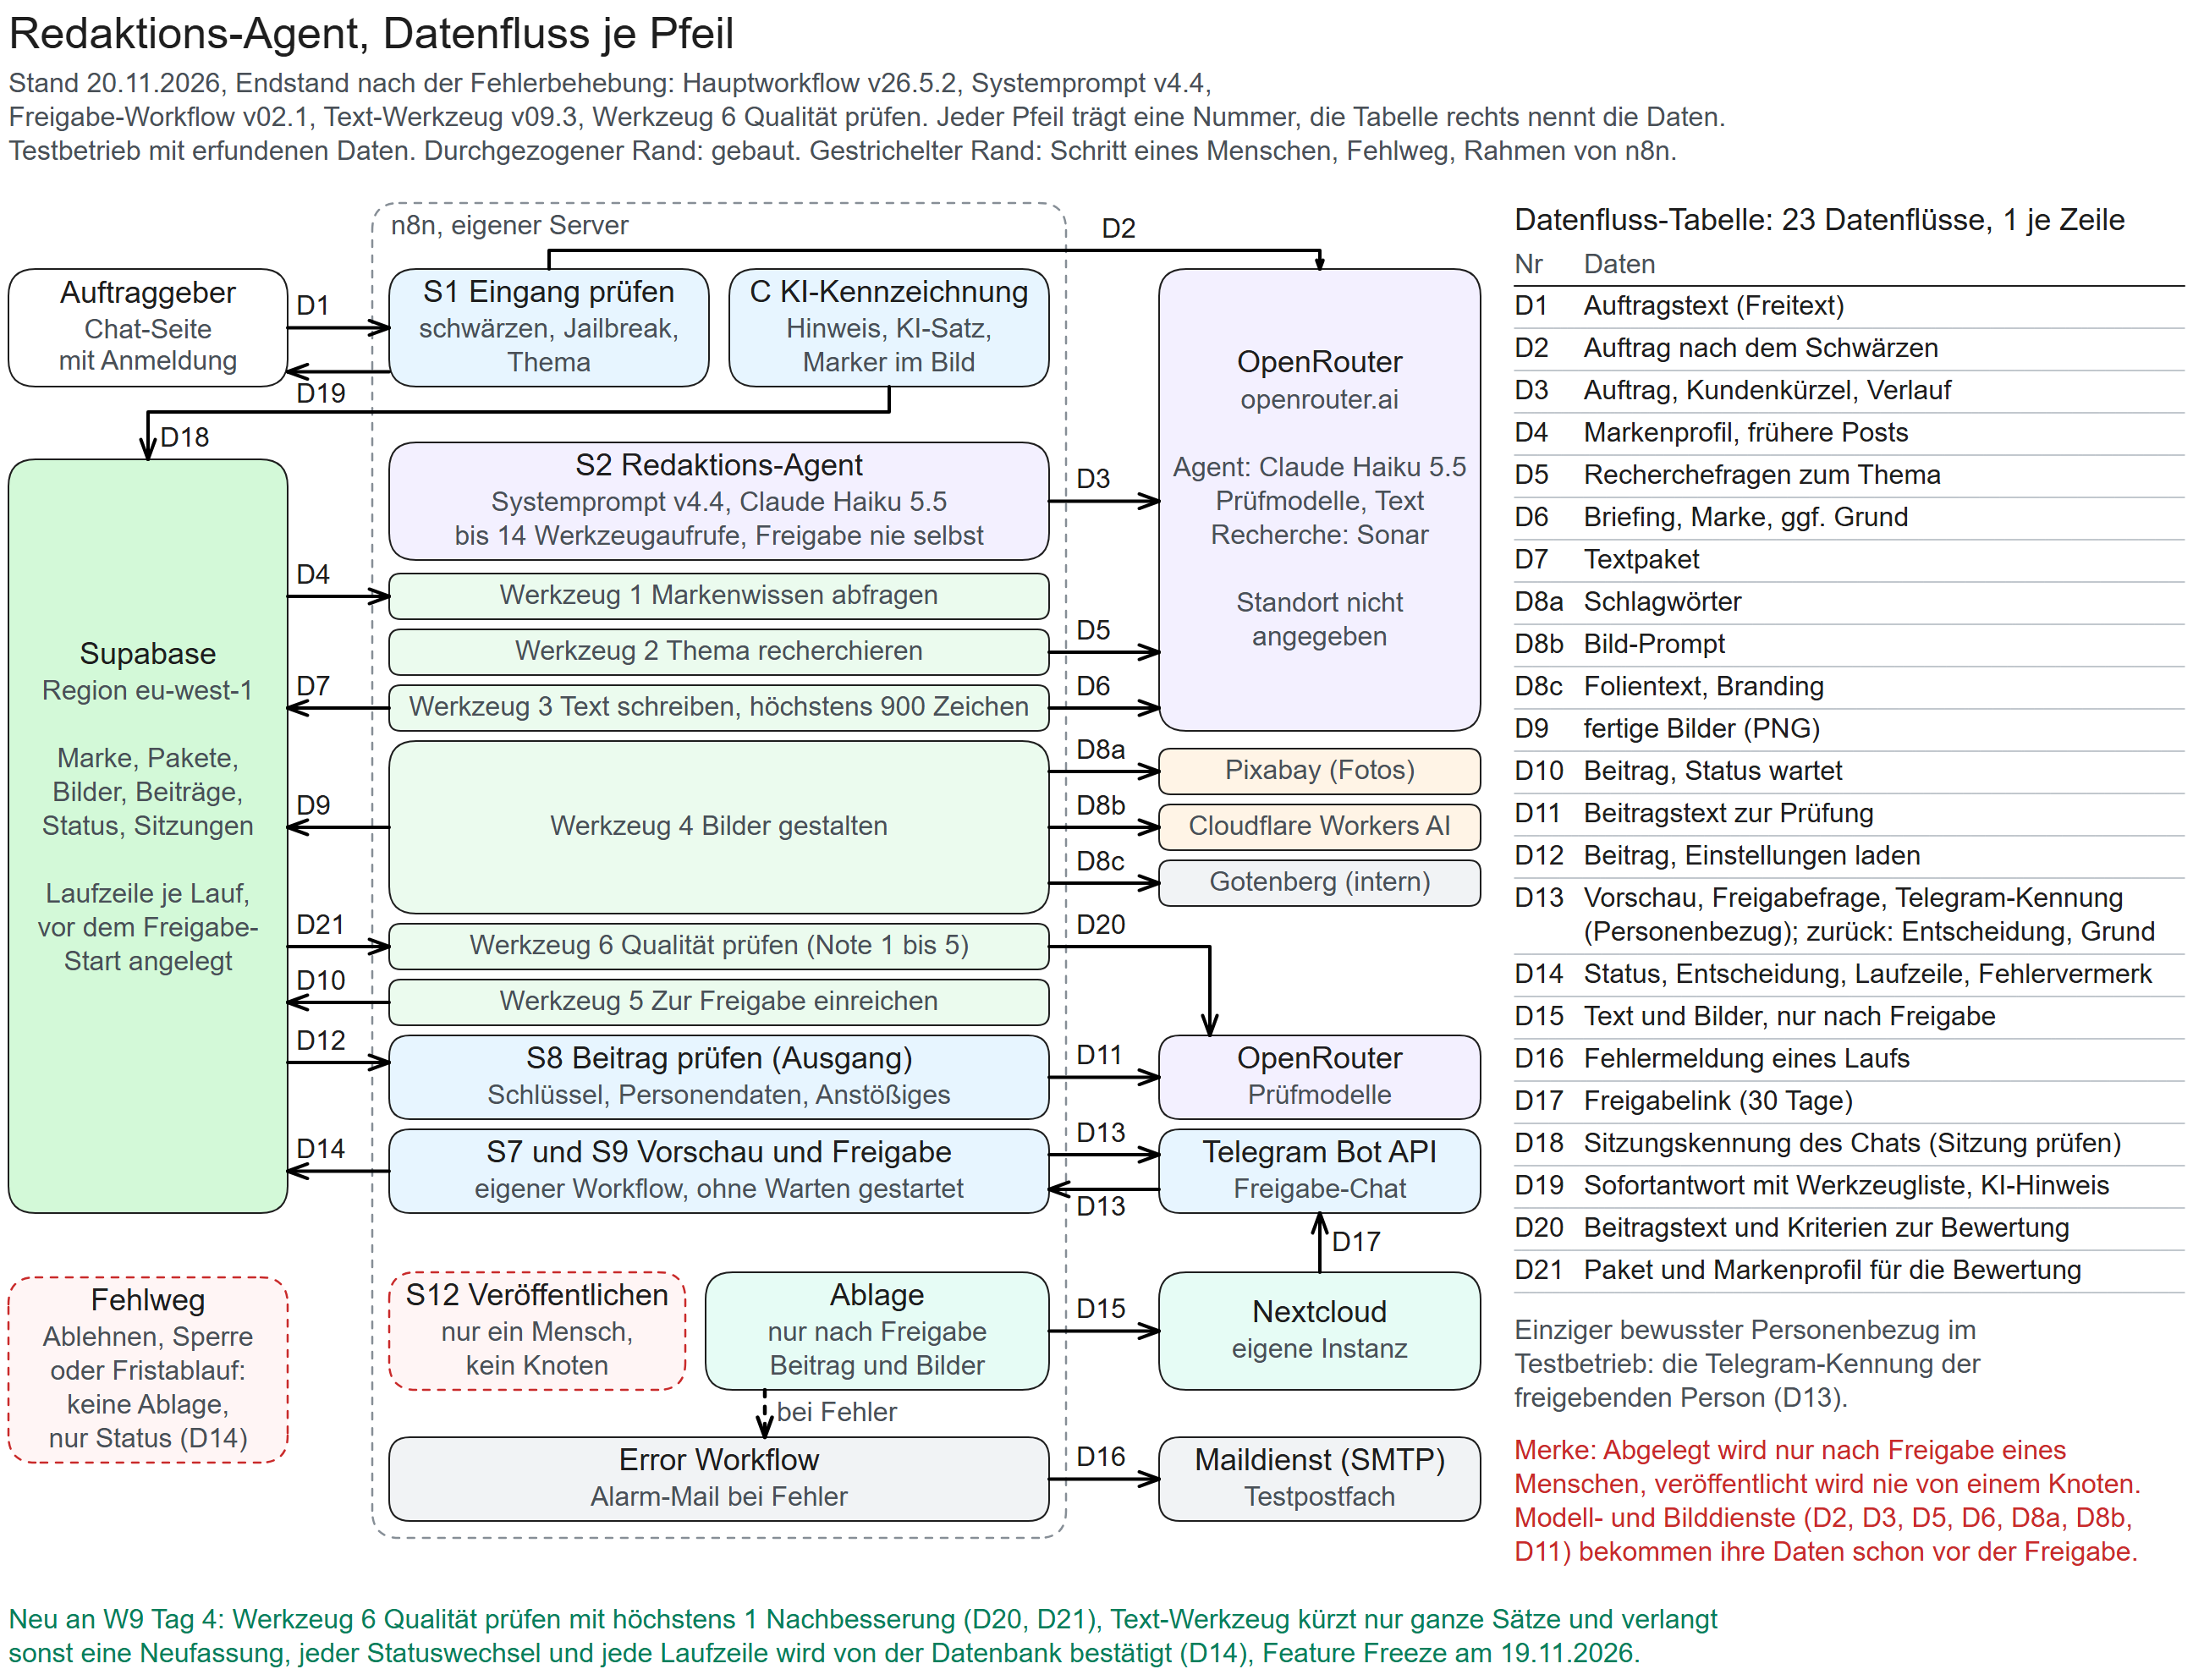 Redaktions-Agent, Datenfluss je Pfeil
Stand 20.11.2026, Endstand nach der Fehlerbehebung: Hauptworkflow v26.5.2, Systemprompt v4.4,
Freigabe-Workflow v02.1, Text-Werkzeug v09.3, Werkzeug 6 Qualität prüfen. Jeder Pfeil trägt eine Nummer, die Tabelle rechts nennt die Daten.
Testbetrieb mit erfundenen Daten. Durchgezogener Rand: gebaut. Gestrichelter Rand: Schritt eines Menschen, Fehlweg, Rahmen von n8n.
n8n, eigener Server
D2
Auftraggeber
Chat-Seite
mit Anmeldung
D1
D19
S1 Eingang prüfen
schwärzen, Jailbreak,
Thema
C KI-Kennzeichnung
Hinweis, KI-Satz,
Marker im Bild
D18
OpenRouter
openrouter.ai
Agent: Claude Haiku 5.5
Prüfmodelle, Text
Recherche: Sonar
Standort nicht
angegeben
S2 Redaktions-Agent
Systemprompt v4.4, Claude Haiku 5.5
bis 14 Werkzeugaufrufe, Freigabe nie selbst
D3
Supabase
Region eu-west-1
Marke, Pakete,
Bilder, Beiträge,
Status, Sitzungen
Laufzeile je Lauf,
vor dem Freigabe-
Start angelegt
D4
Werkzeug 1 Markenwissen abfragen
Werkzeug 2 Thema recherchieren
D5
D7
Werkzeug 3 Text schreiben, höchstens 900 Zeichen
D6
D9
Werkzeug 4 Bilder gestalten
D8a
Pixabay (Fotos)
D8b
Cloudflare Workers AI
D8c
Gotenberg (intern)
D21
Werkzeug 6 Qualität prüfen (Note 1 bis 5)
D20
D10
Werkzeug 5 Zur Freigabe einreichen
D12
S8 Beitrag prüfen (Ausgang)
Schlüssel, Personendaten, Anstößiges
D11
OpenRouter
Prüfmodelle
D14
S7 und S9 Vorschau und Freigabe
eigener Workflow, ohne Warten gestartet
D13
D13
Telegram Bot API
Freigabe-Chat
D17
Fehlweg
Ablehnen, Sperre
oder Fristablauf:
keine Ablage,
nur Status (D14)
S12 Veröffentlichen
nur ein Mensch,
kein Knoten
Ablage
nur nach Freigabe
Beitrag und Bilder
D15
Nextcloud
eigene Instanz
bei Fehler
Error Workflow
Alarm-Mail bei Fehler
D16
Maildienst (SMTP)
Testpostfach
Datenfluss-Tabelle: 23 Datenflüsse, 1 je Zeile
Nr Daten
D1 Auftragstext (Freitext)
D2 Auftrag nach dem Schwärzen
D3 Auftrag, Kundenkürzel, Verlauf
D4 Markenprofil, frühere Posts
D5 Recherchefragen zum Thema
D6 Briefing, Marke, ggf. Grund
D7 Textpaket
D8a Schlagwörter
D8b Bild-Prompt
D8c Folientext, Branding
D9 fertige Bilder (PNG)
D10 Beitrag, Status wartet
D11 Beitragstext zur Prüfung
D12 Beitrag, Einstellungen laden
D13 Vorschau, Freigabefrage, Telegram-Kennung
(Personenbezug); zurück: Entscheidung, Grund
D14 Status, Entscheidung, Laufzeile, Fehlervermerk
D15 Text und Bilder, nur nach Freigabe
D16 Fehlermeldung eines Laufs
D17 Freigabelink (30 Tage)
D18 Sitzungskennung des Chats (Sitzung prüfen)
D19 Sofortantwort mit Werkzeugliste, KI-Hinweis
D20 Beitragstext und Kriterien zur Bewertung
D21 Paket und Markenprofil für die Bewertung
Einziger bewusster Personenbezug im
Testbetrieb: die Telegram-Kennung der
freigebenden Person (D13).
Merke: Abgelegt wird nur nach Freigabe eines
Menschen, veröffentlicht wird nie von einem Knoten.
Modell- und Bilddienste (D2, D3, D5, D6, D8a, D8b,
D11) bekommen ihre Daten schon vor der Freigabe.
Neu an W9 Tag 4: Werkzeug 6 Qualität prüfen mit höchstens 1 Nachbesserung (D20, D21), Text-Werkzeug kürzt nur ganze Sätze und verlangt
sonst eine Neufassung, jeder Statuswechsel und jede Laufzeile wird von der Datenbank bestätigt (D14), Feature Freeze am 19.11.2026.